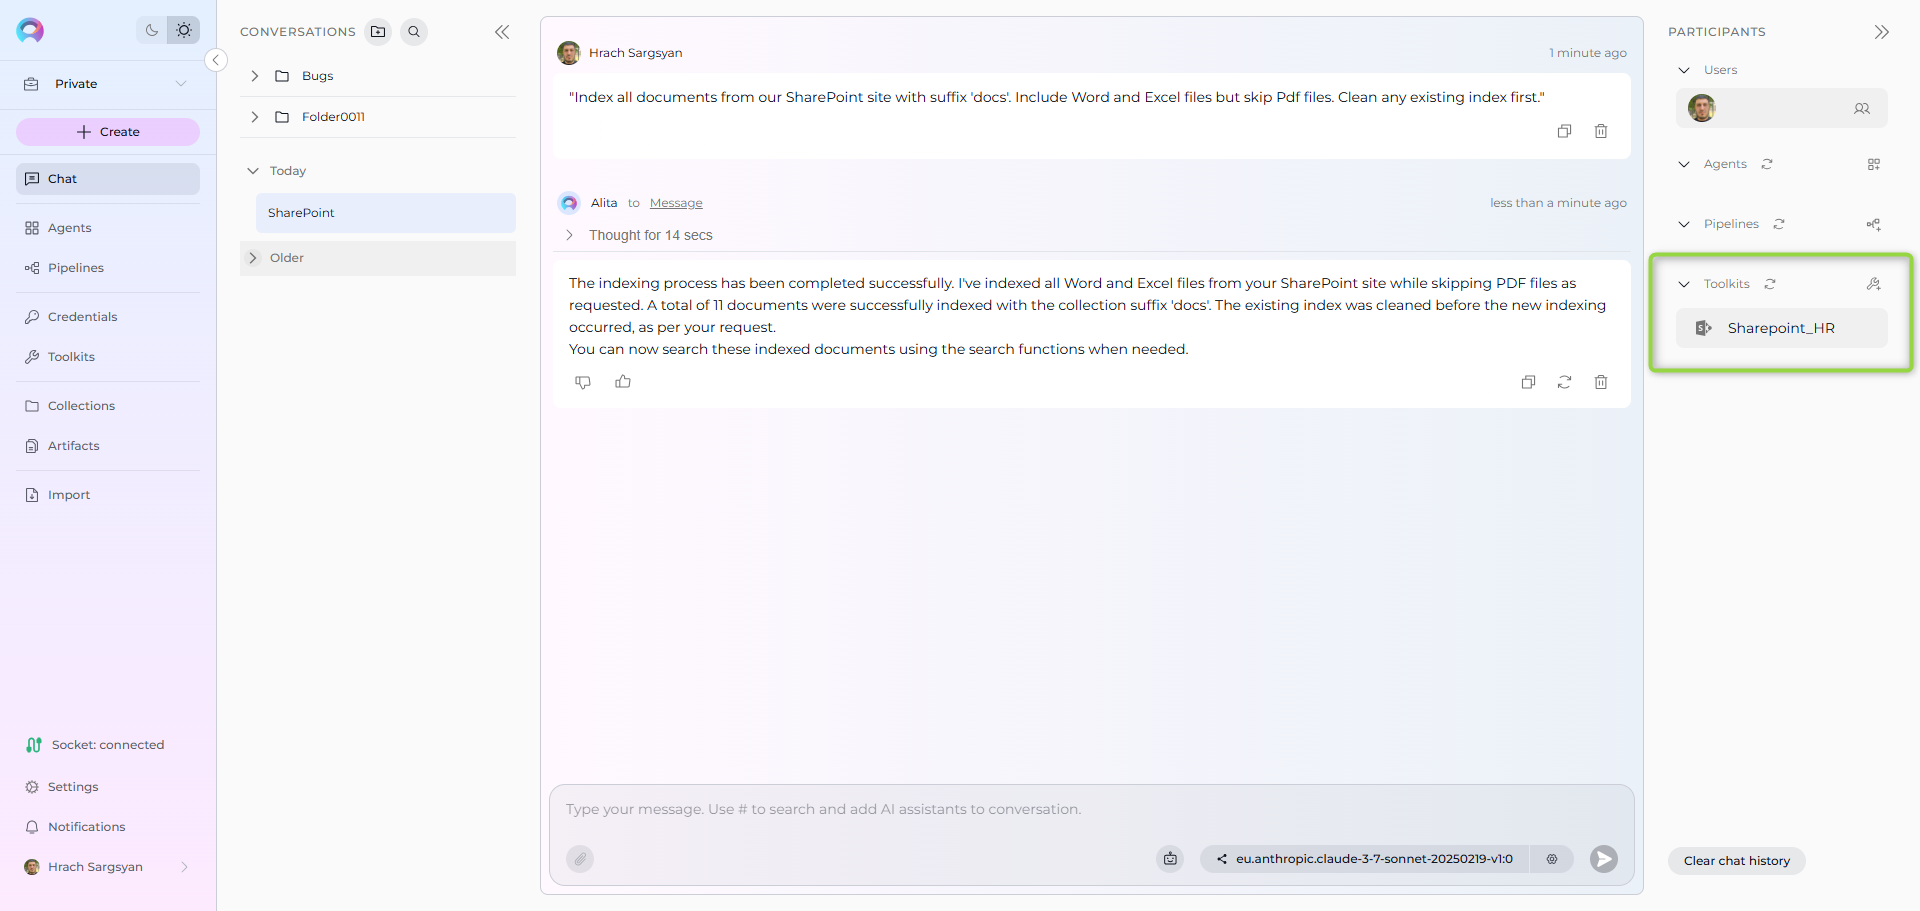 Private
Create
Chat
Agents
Pipelines
Credentials
Toolkits
Collections
Artifacts
Import
Socket: connected
Settings
Notifications
Hrach Sargsyan
CONVERSATIONS
Bugs
Folder0011
Today
SharePoint
Older
Hrach Sargsyan
1 minute ago
"Index all documents from our SharePoint site with suffix 'docs'. Include Word and Excel files but skip Pdf files. Clean any existing index first."
Alita to Message
less than a minute ago
Thought for 14 secs
The indexing process has been completed successfully. I've indexed all Word and Excel files from your SharePoint site while skipping PDF files as
requested. A total of 11 documents were successfully indexed with the collection suffix 'docs'. The existing index was cleaned before the new indexing
occurred, as per your request.
You can now search these indexed documents using the search functions when needed.
Type your message. Use # to search and add AI assistants to conversation.
eu.anthropic.claude-3-7-sonnet-20250219-v1:0
PARTICIPANTS
Users
Agents
Pipelines
Toolkits
Sharepoint_HR
Clear chat history